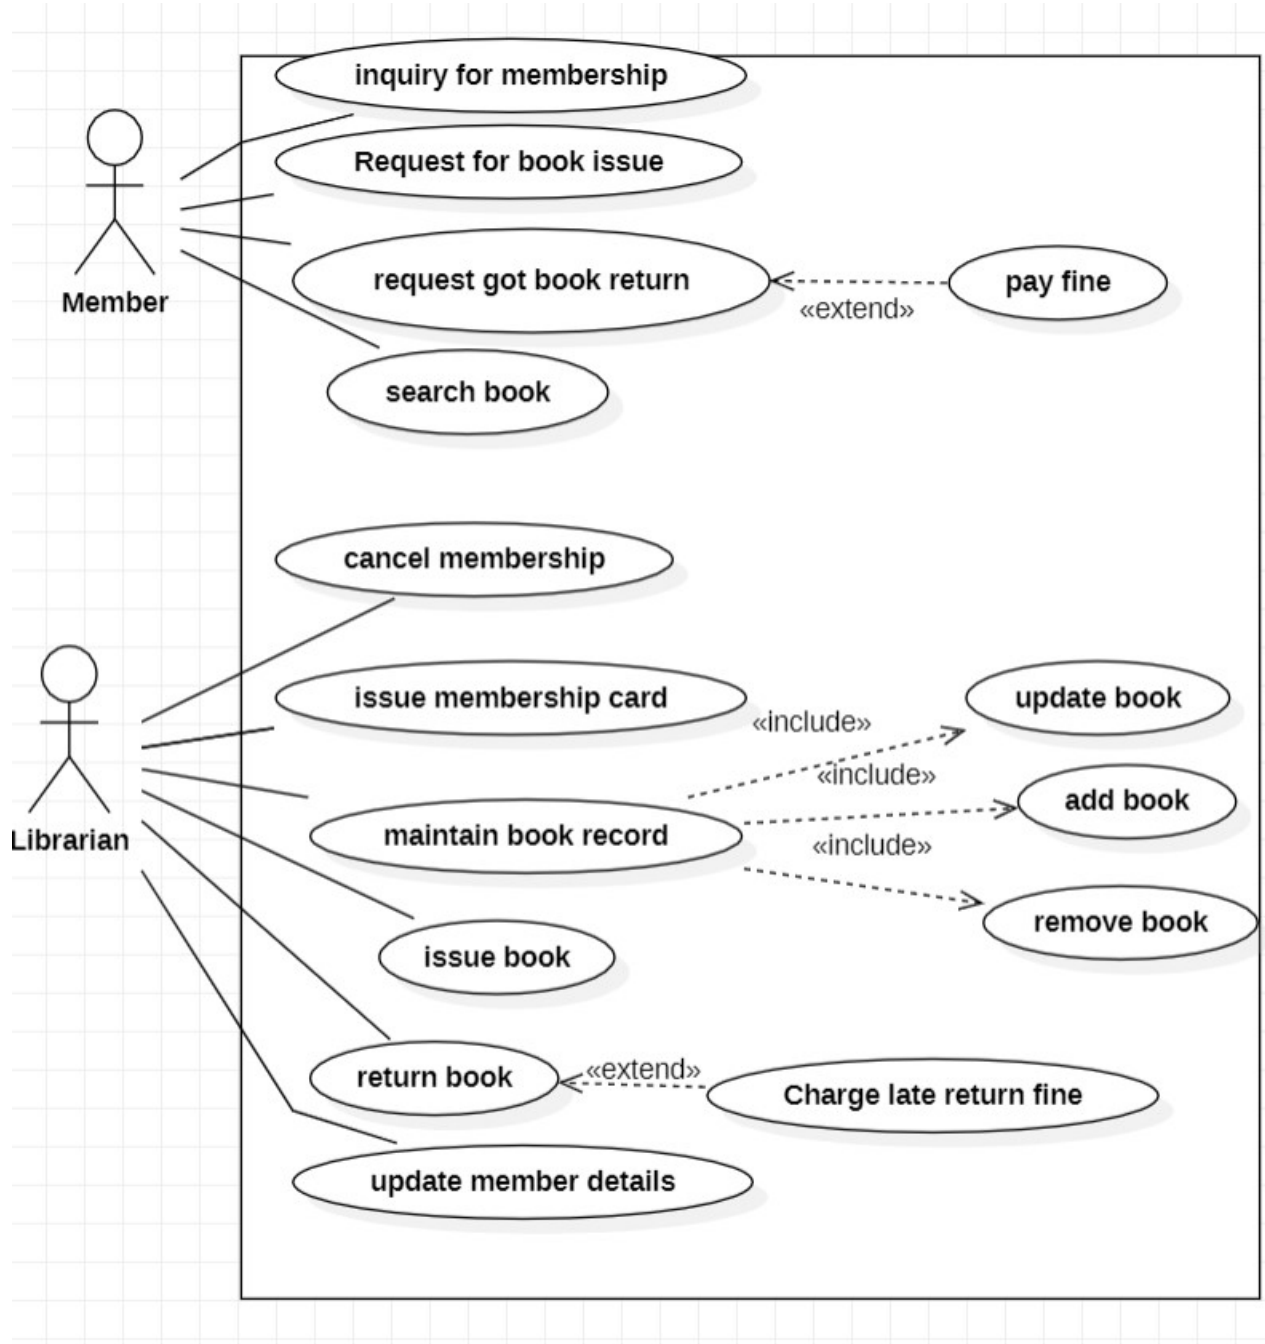 inquiry for membership
Request for book issue
Member
request got book return
«extend»
pay fine
search book
cancel membership
Librarian
issue membership card
«include»
update book
«include»
add book
maintain book record
«include»
remove book
issue book
return book
«extend»
Charge late return fine
update member details